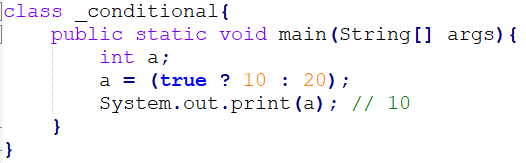 class _conditional{
    public static void main(String[] args){
        int a;
        a = (true ? 10 : 20);
        System.out.print(a); // 10
    }
}